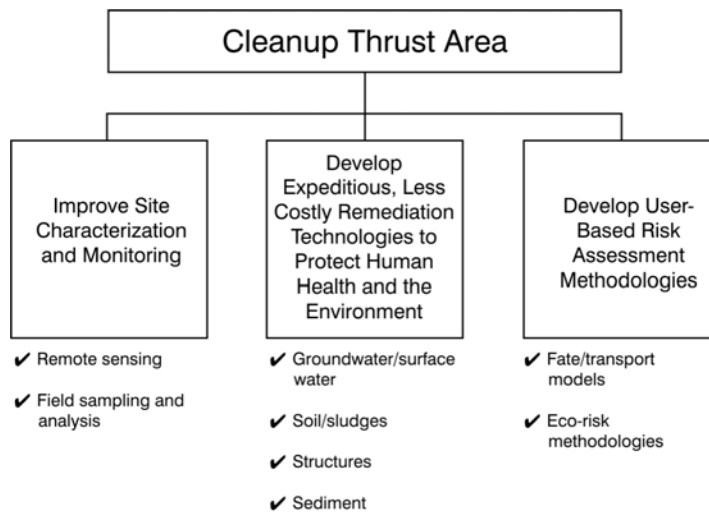 Cleanup Thrust Area
Improve Site
Characterization
and Monitoring
✔ Remote sensing
✔ Field sampling and
analysis
Develop
Expeditious, Less
Costly Remediation
Technologies to
Protect Human
Health and the
Environment
✔ Groundwater/surface
water
✔ Soil/sludges
✔ Structures
✔ Sediment
Develop User-
Based Risk
Assessment
Methodologies
✔ Fate/transport
models
✔ Eco-risk
methodologies